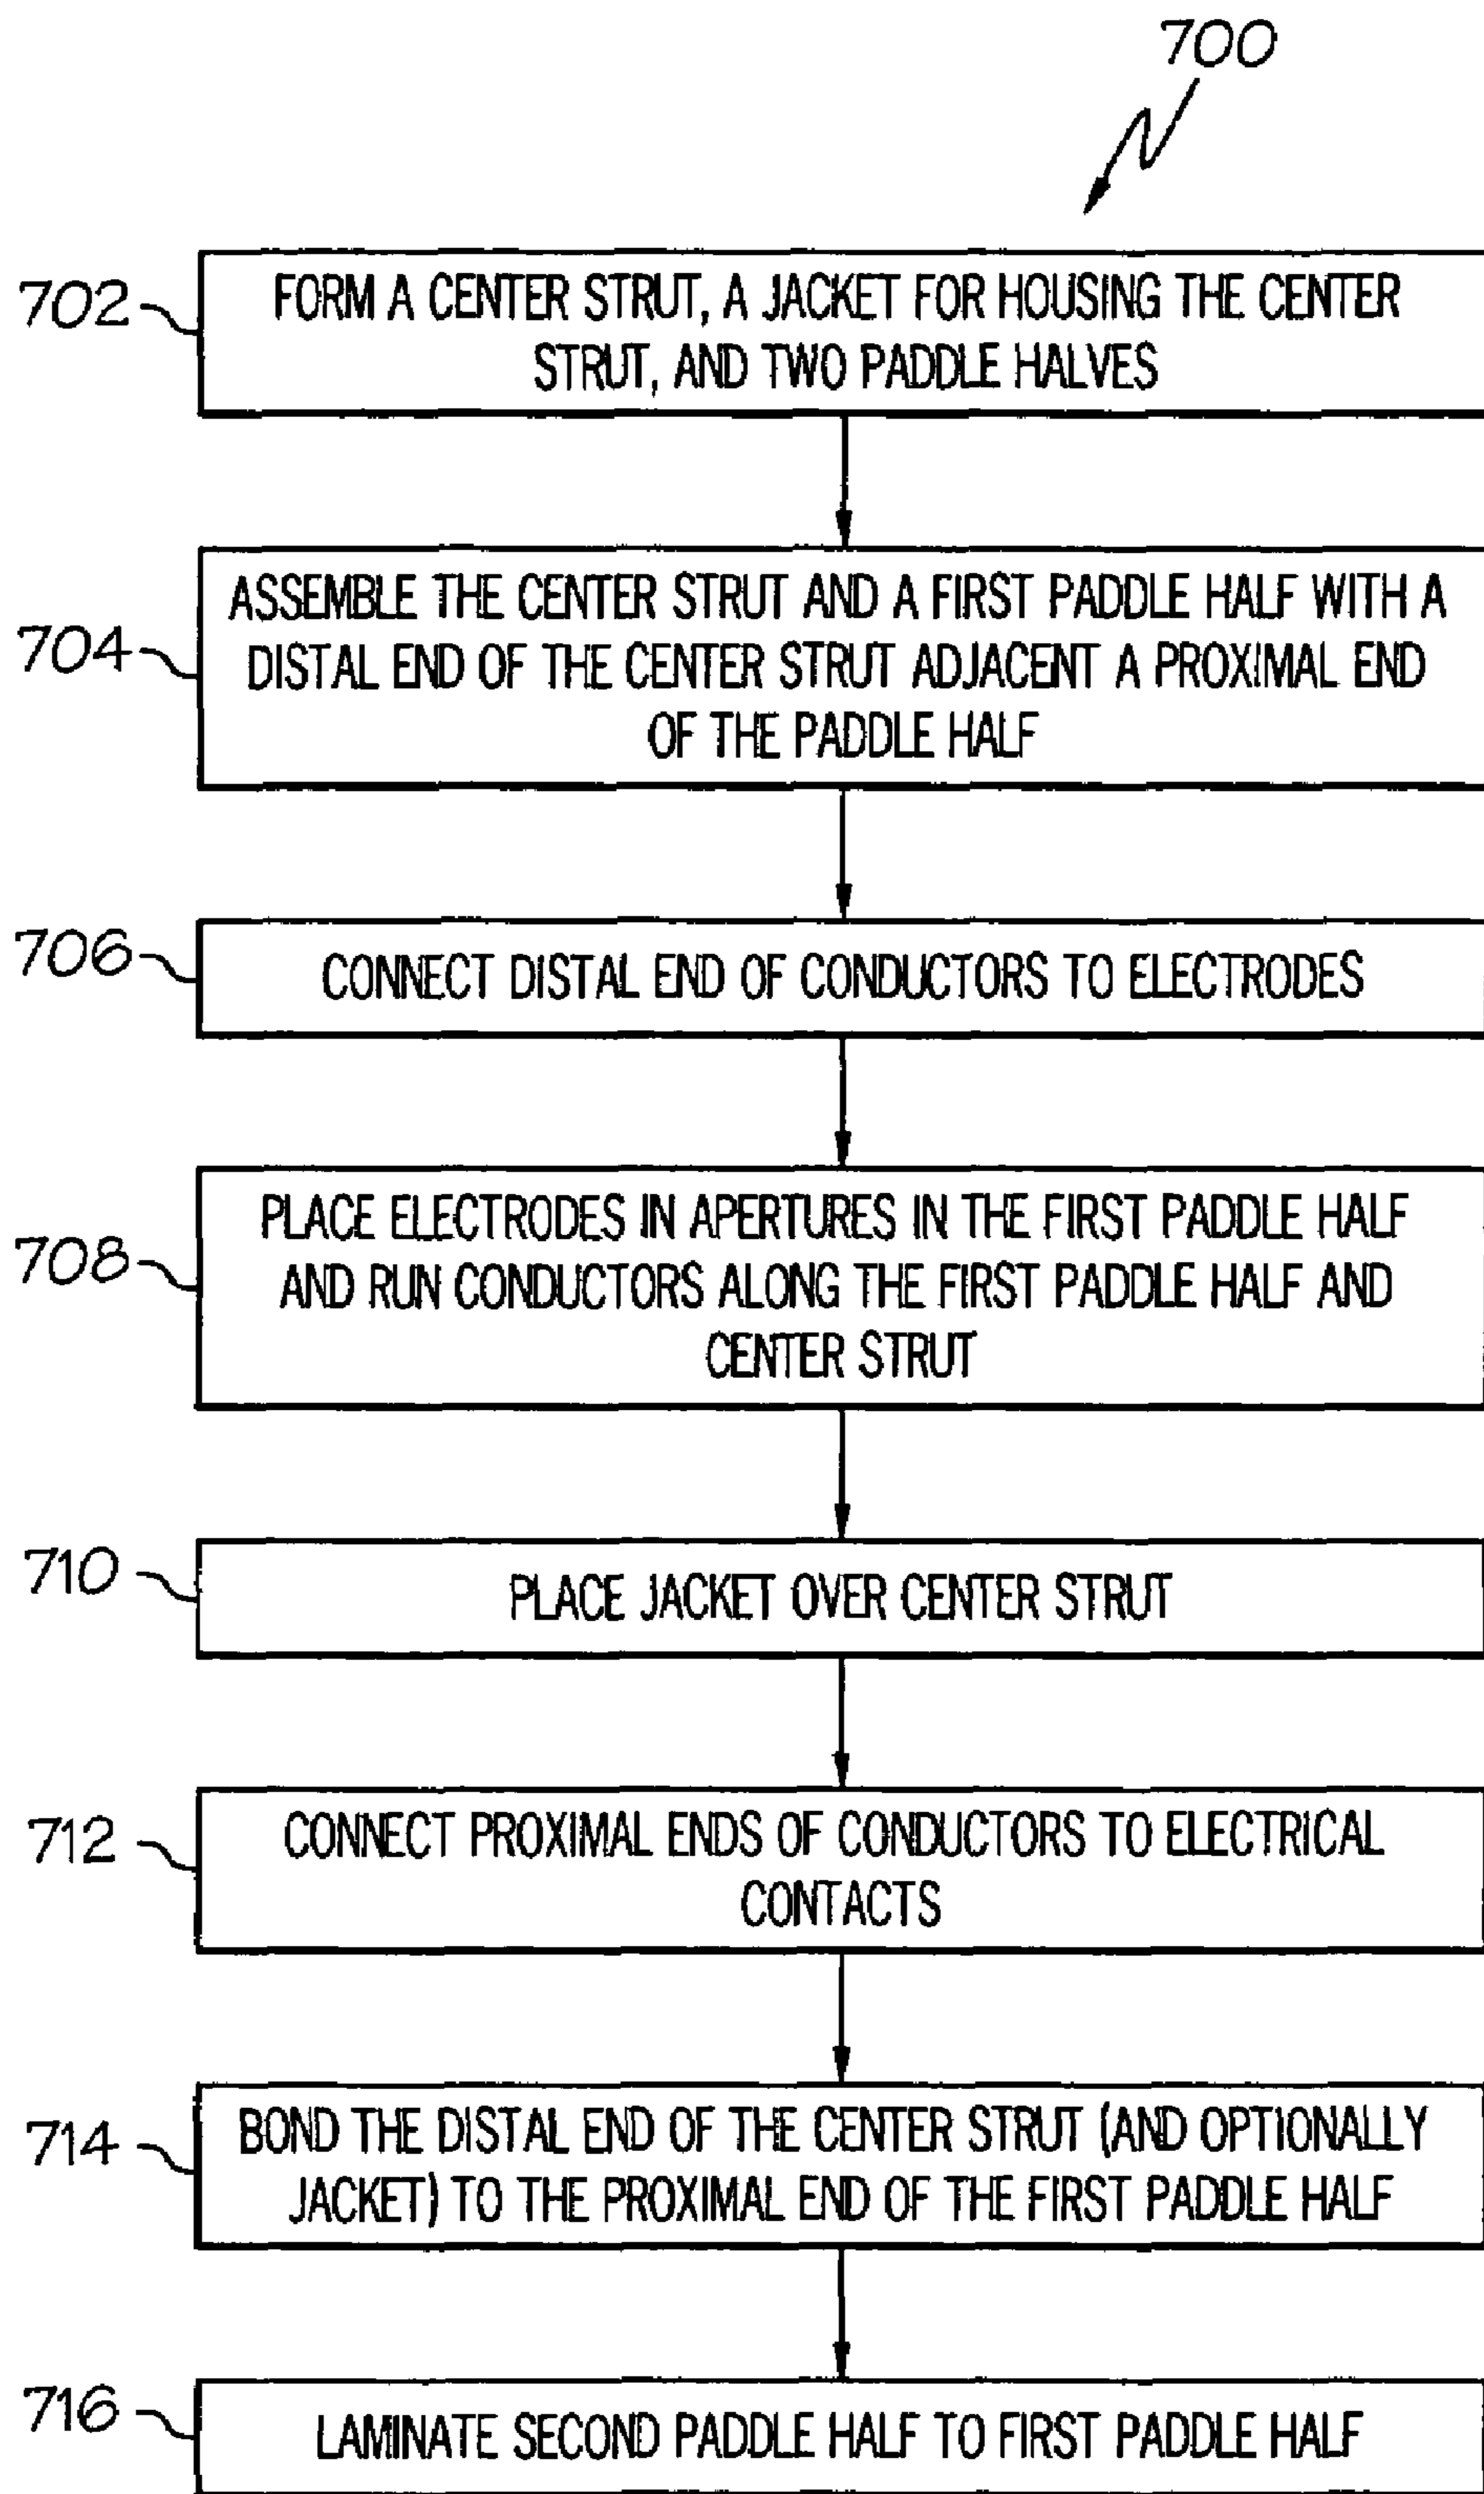 700
702
FORM A CENTER STRUT, A JACKET FOR HOUSING THE CENTER
STRUT, AND TWO PADDLE HALVES
704
ASSEMBLE THE CENTER STRUT AND A FIRST PADDLE HALF WITH A
DISTAL END OF THE CENTER STRUT ADJACENT A PROXIMAL END
OF THE PADDLE HALF
706
CONNECT DISTAL END OF CONDUCTORS TO ELECTRODES
708
PLACE ELECTRODES IN APERTURES IN THE FIRST PADDLE HALF
AND RUN CONDUCTORS ALONG THE FIRST PADDLE HALF AND
CENTER STRUT
710
PLACE JACKET OVER CENTER STRUT
712
CONNECT PROXIMAL ENDS OF CONDUCTORS TO ELECTRICAL
CONTACTS
714
BOND THE DISTAL END OF THE CENTER STRUT (AND OPTIONALLY
JACKET) TO THE PROXIMAL END OF THE FIRST PADDLE HALF
716
LAMINATE SECOND PADDLE HALF TO FIRST PADDLE HALF